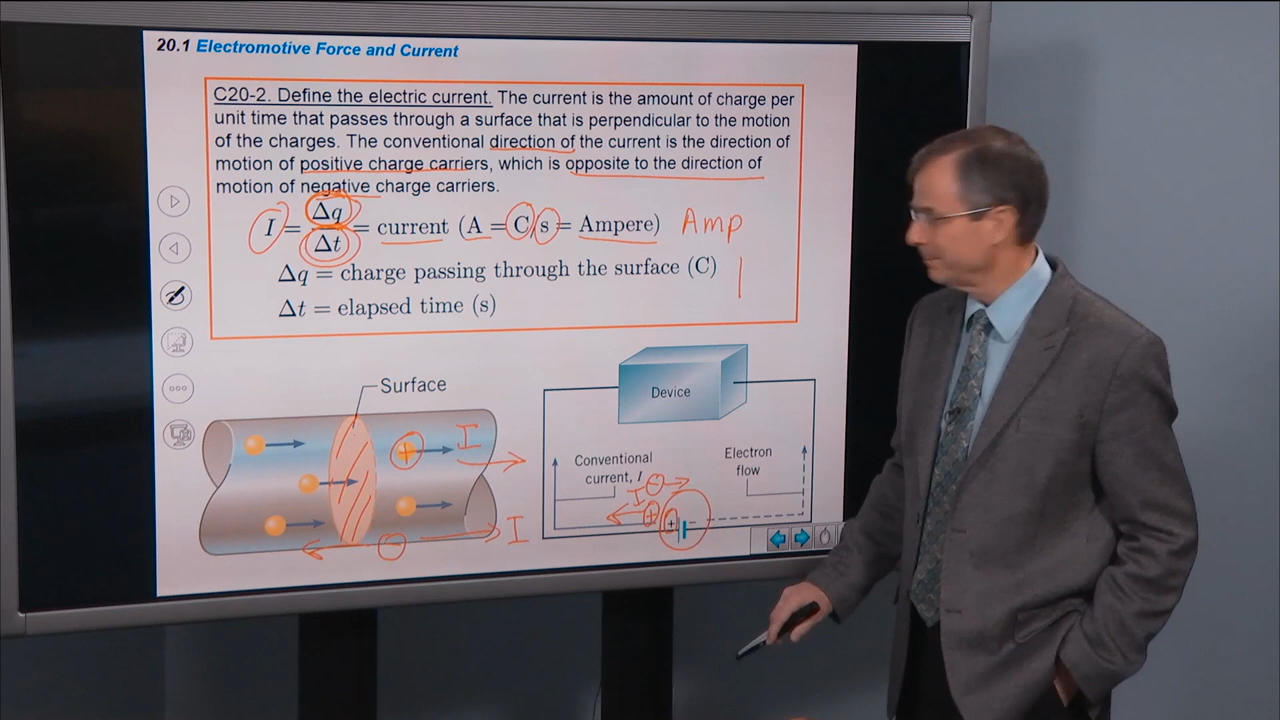 20.1 Electromotive Force and Current
C20-2. Define the electric current. The current is the amount of charge per
unit time that passes through a surface that is perpendicular to the motion
of the charges. The conventional direction of the current is the direction of
motion of positive charge carriers, which is opposite to the direction of
motion of negative charge carriers.
I = Δq/Δt = current (A = C/s = Ampere) Amp
Δq = charge passing through the surface (C)
Δt = elapsed time (s)
Surface
+
I
I
−
Device
Conventional
current, I
Electron
flow
−
I
+
+